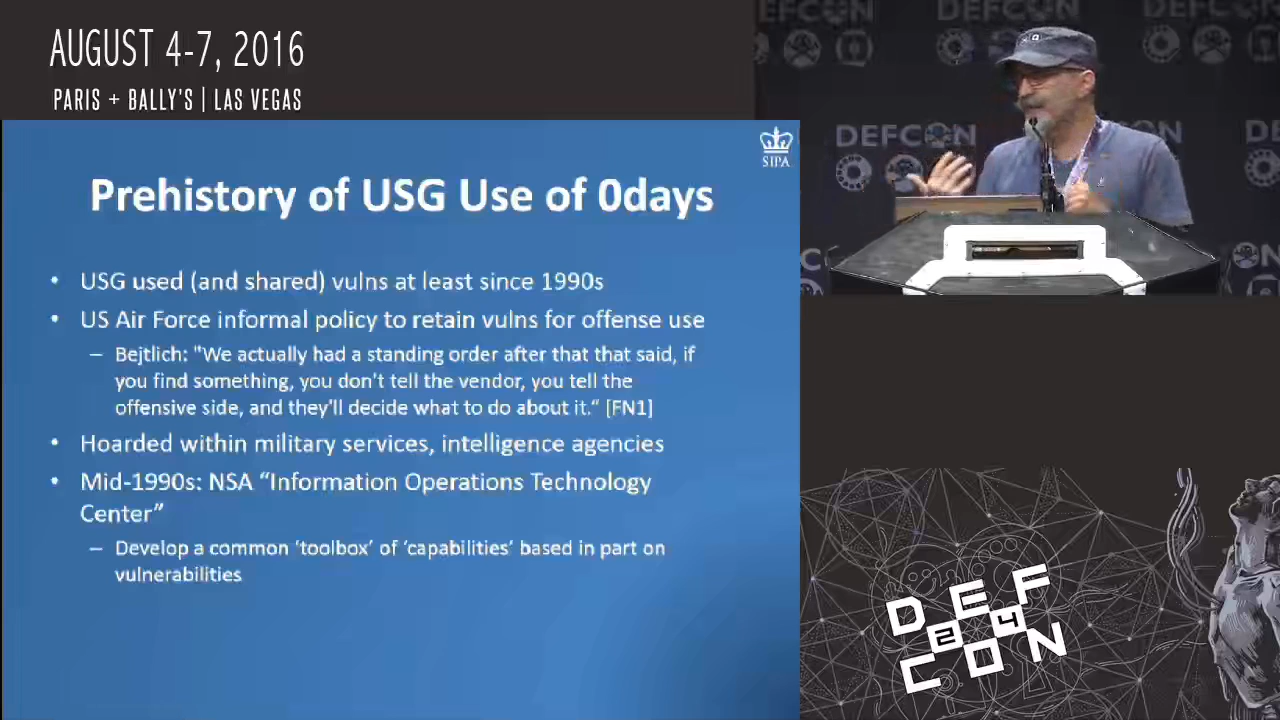 AUGUST 4-7, 2016
PARIS + BALLY'S | LAS VEGAS
SIPA
Prehistory of USG Use of 0days
• USG used (and shared) vulns at least since 1990s
• US Air Force informal policy to retain vulns for offense use
– Bejtlich: "We actually had a standing order after that that said, if
you find something, you don't tell the vendor, you tell the
offensive side, and they'll decide what to do about it.“ [FN1]
• Hoarded within military services, intelligence agencies
• Mid-1990s: NSA “Information Operations Technology
Center”
– Develop a common ‘toolbox’ of ‘capabilities’ based in part on
vulnerabilities
DEFCON
DEFCON
DEFCON
DEFCON
DEF
24
CON